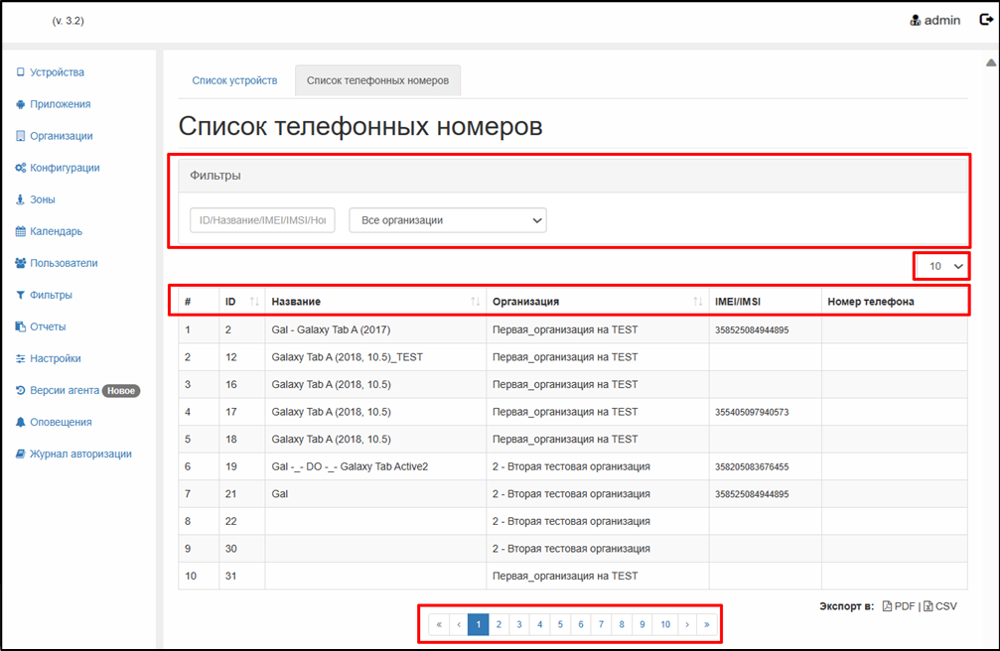 (v. 3.2)
admin
Устройства
Приложения
Организации
Конфигурации
Зоны
Календарь
Пользователи
Фильтры
Отчеты
Настройки
Версии агента Новое
Оповещения
Журнал авторизации
Список устройств Список телефонных номеров
Список телефонных номеров
Фильтры
ID/Название/IMEI/IMSI/Но Все организации
10
# ID Название Организация IMEI/IMSI Номер телефона
1 2 Gal - Galaxy Tab A (2017) Первая_организация на TEST 358525084944895
2 12 Galaxy Tab A (2018, 10.5)_TEST Первая_организация на TEST
3 16 Galaxy Tab A (2018, 10.5) Первая_организация на TEST
4 17 Galaxy Tab A (2018, 10.5) Первая_организация на TEST 355405097940573
5 18 Galaxy Tab A (2018, 10.5) Первая_организация на TEST
6 19 Gal -_- DO -_- Galaxy Tab Active2 2 - Вторая тестовая организация 358205083676455
7 21 Gal 2 - Вторая тестовая организация 358525084944895
8 22 2 - Вторая тестовая организация
9 30 2 - Вторая тестовая организация
10 31 Первая_организация на TEST
Экспорт в: PDF | CSV
« ‹ 1 2 3 4 5 6 7 8 9 10 › »